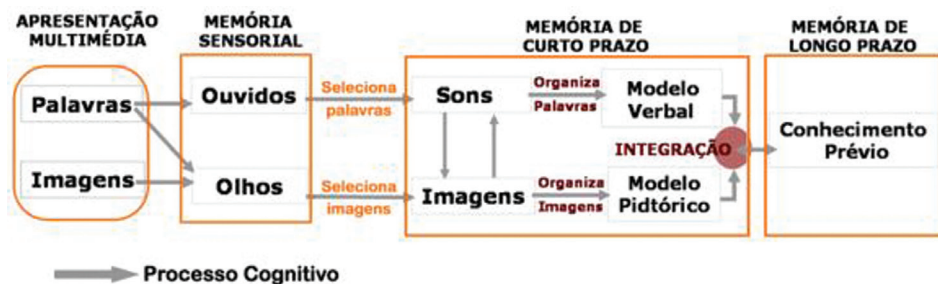 APRESENTAÇÃO
MULTIMÉDIA
MEMÓRIA
SENSORIAL
MEMÓRIA DE
CURTO PRAZO
MEMÓRIA DE
LONGO PRAZO
Palavras
Imagens
Ouvidos
Olhos
Seleciona
palavras
Seleciona
imagens
Sons
Imagens
Organiza
Palavras
Organiza
Imagens
Modelo
Verbal
INTEGRAÇÃO
Modelo
Pidtórico
Conhecimento
Prévio
Processo Cognitivo